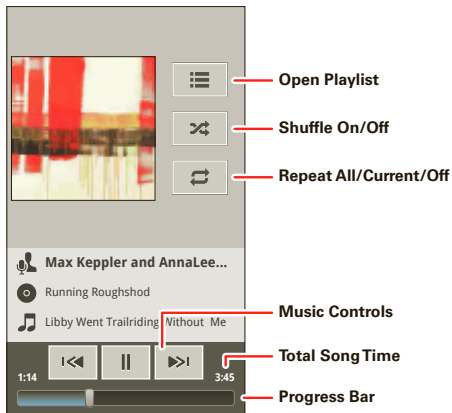 Open Playlist
Shuffle On/Off
Repeat All/Current/Off
Max Keppler and AnnaLee...
Running Roughshod
Libby Went Trailriding Without Me
Music Controls
Total Song Time
1:14
3:45
Progress Bar